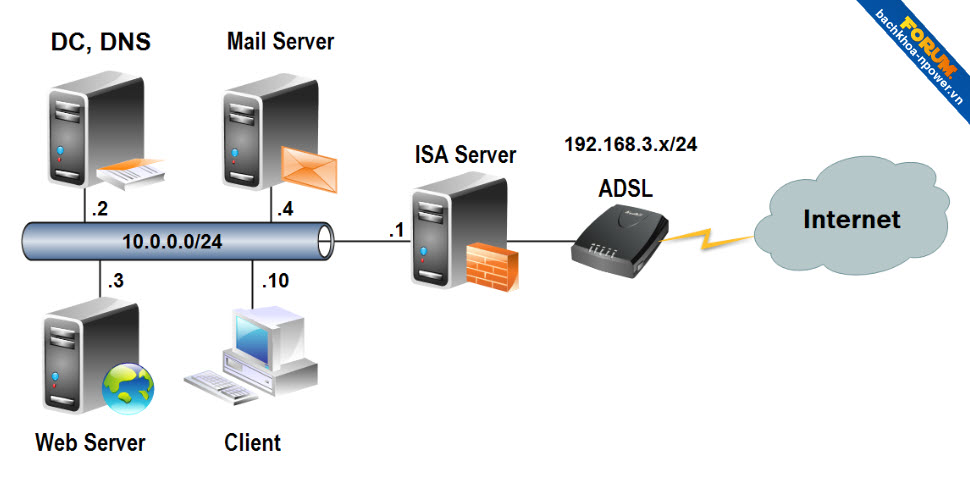 DC, DNS
Mail Server
FORUM
bachkhoa-npower.vn
ISA Server
192.168.3.x/24
ADSL
Internet
.2
.4
10.0.0.0/24
.1
.3
.10
Web Server
Client